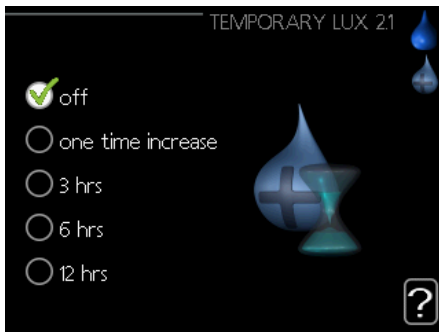 TEMPORARY LUX 2.1
off
one time increase
3 hrs
6 hrs
12 hrs
?